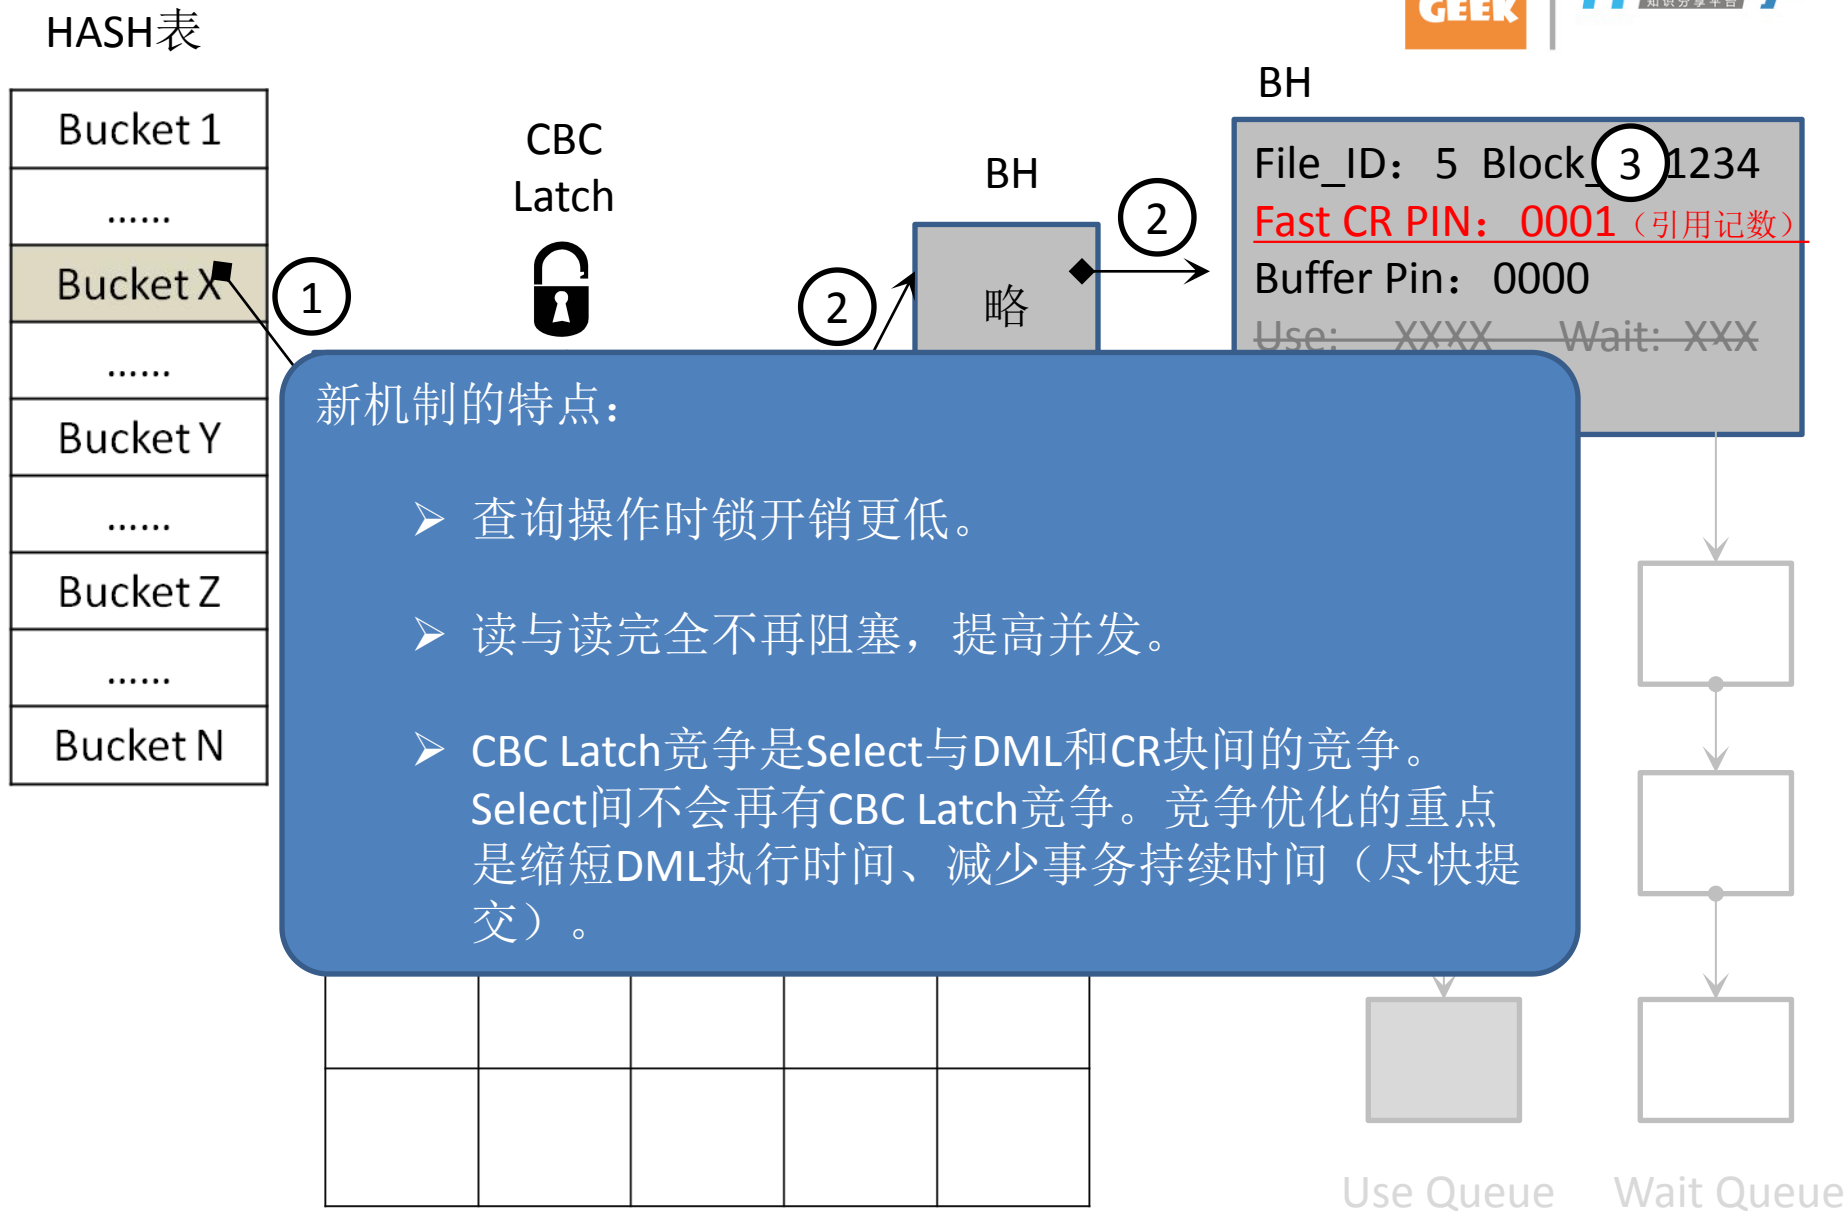 GEEK
知识分享平台
HASH表
Bucket 1
……
Bucket X
……
Bucket Y
……
Bucket Z
……
Bucket N
1
CBC
Latch
2
BH
略
2
BH
File_ID： 5 Block_ 3 1234
Fast CR PIN： 0001（引用记数）
Buffer Pin： 0000
Use: XXXX Wait: XXX
新机制的特点：
➢ 查询操作时锁开销更低。
➢ 读与读完全不再阻塞，提高并发。
➢ CBC Latch竞争是Select与DML和CR块间的竞争。
Select间不会再有CBC Latch竞争。竞争优化的重点
是缩短DML执行时间、减少事务持续时间（尽快提
交）。
Use Queue
Wait Queue